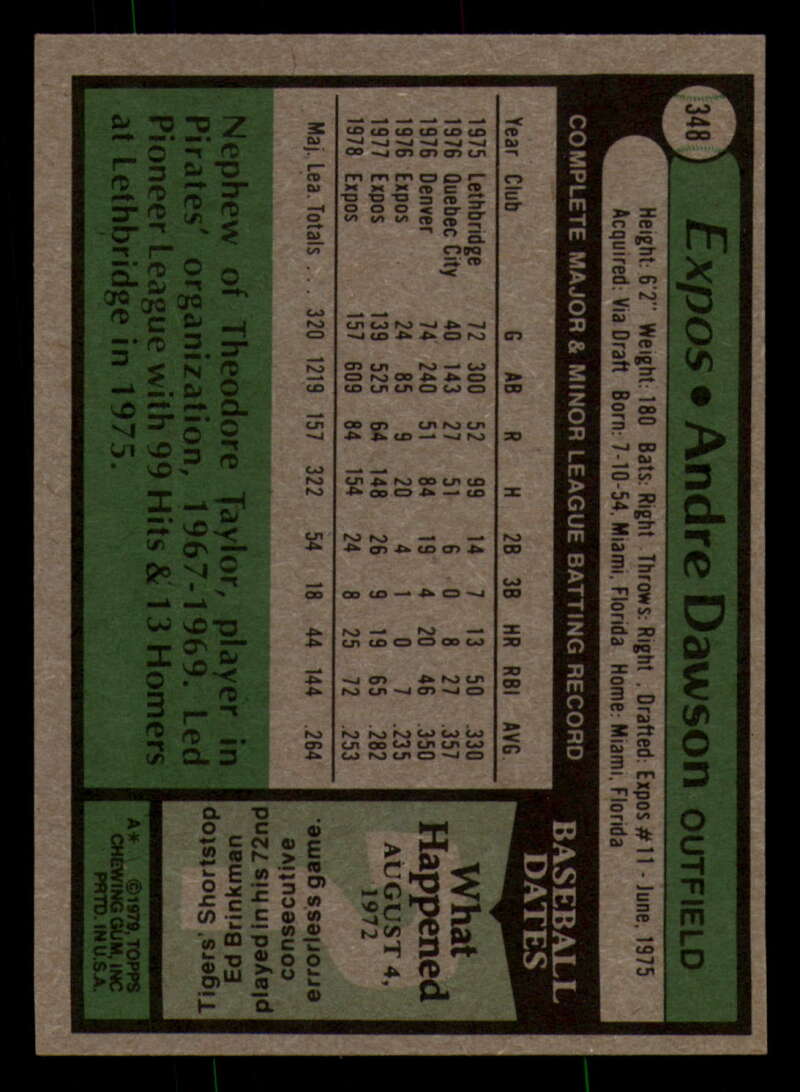 348
Expos • Andre Dawson OUTFIELD
Height: 6'2" Weight: 180 Bats: Right Throws: Right Drafted: Expos #11 - June, 1975
Acquired: Via Draft Born: 7-10-54, Miami, Florida Home: Miami, Florida
COMPLETE MAJOR & MINOR LEAGUE BATTING RECORD
Year Club G AB R H 2B 3B HR RBI AVG
1975 Lethbridge 72 300 52 99 14 7 13 50 .330
1976 Quebec City 40 143 27 51 6 0 8 27 .357
1976 Denver 74 240 51 84 19 4 20 46 .350
1976 Expos 24 85 9 20 4 1 0 7 .235
1977 Expos 139 525 64 148 26 9 19 65 .282
1978 Expos 157 609 84 154 24 8 25 72 .253
Maj. Lea. Totals . . . 320 1219 157 322 54 18 44 144 .264
Nephew of Theodore Taylor, player in
Pirates' organization, 1967-1969. Led
Pioneer League with 99 Hits & 13 Homers
at Lethbridge in 1975.
BASEBALL
DATES
What
Happened
AUGUST 4,
1972
Tigers' Shortstop
Ed Brinkman
played in his 72nd
consecutive
errorless game.
A* ©1979, TOPPS
CHEWING GUM, INC
PRTD. IN U.S.A.